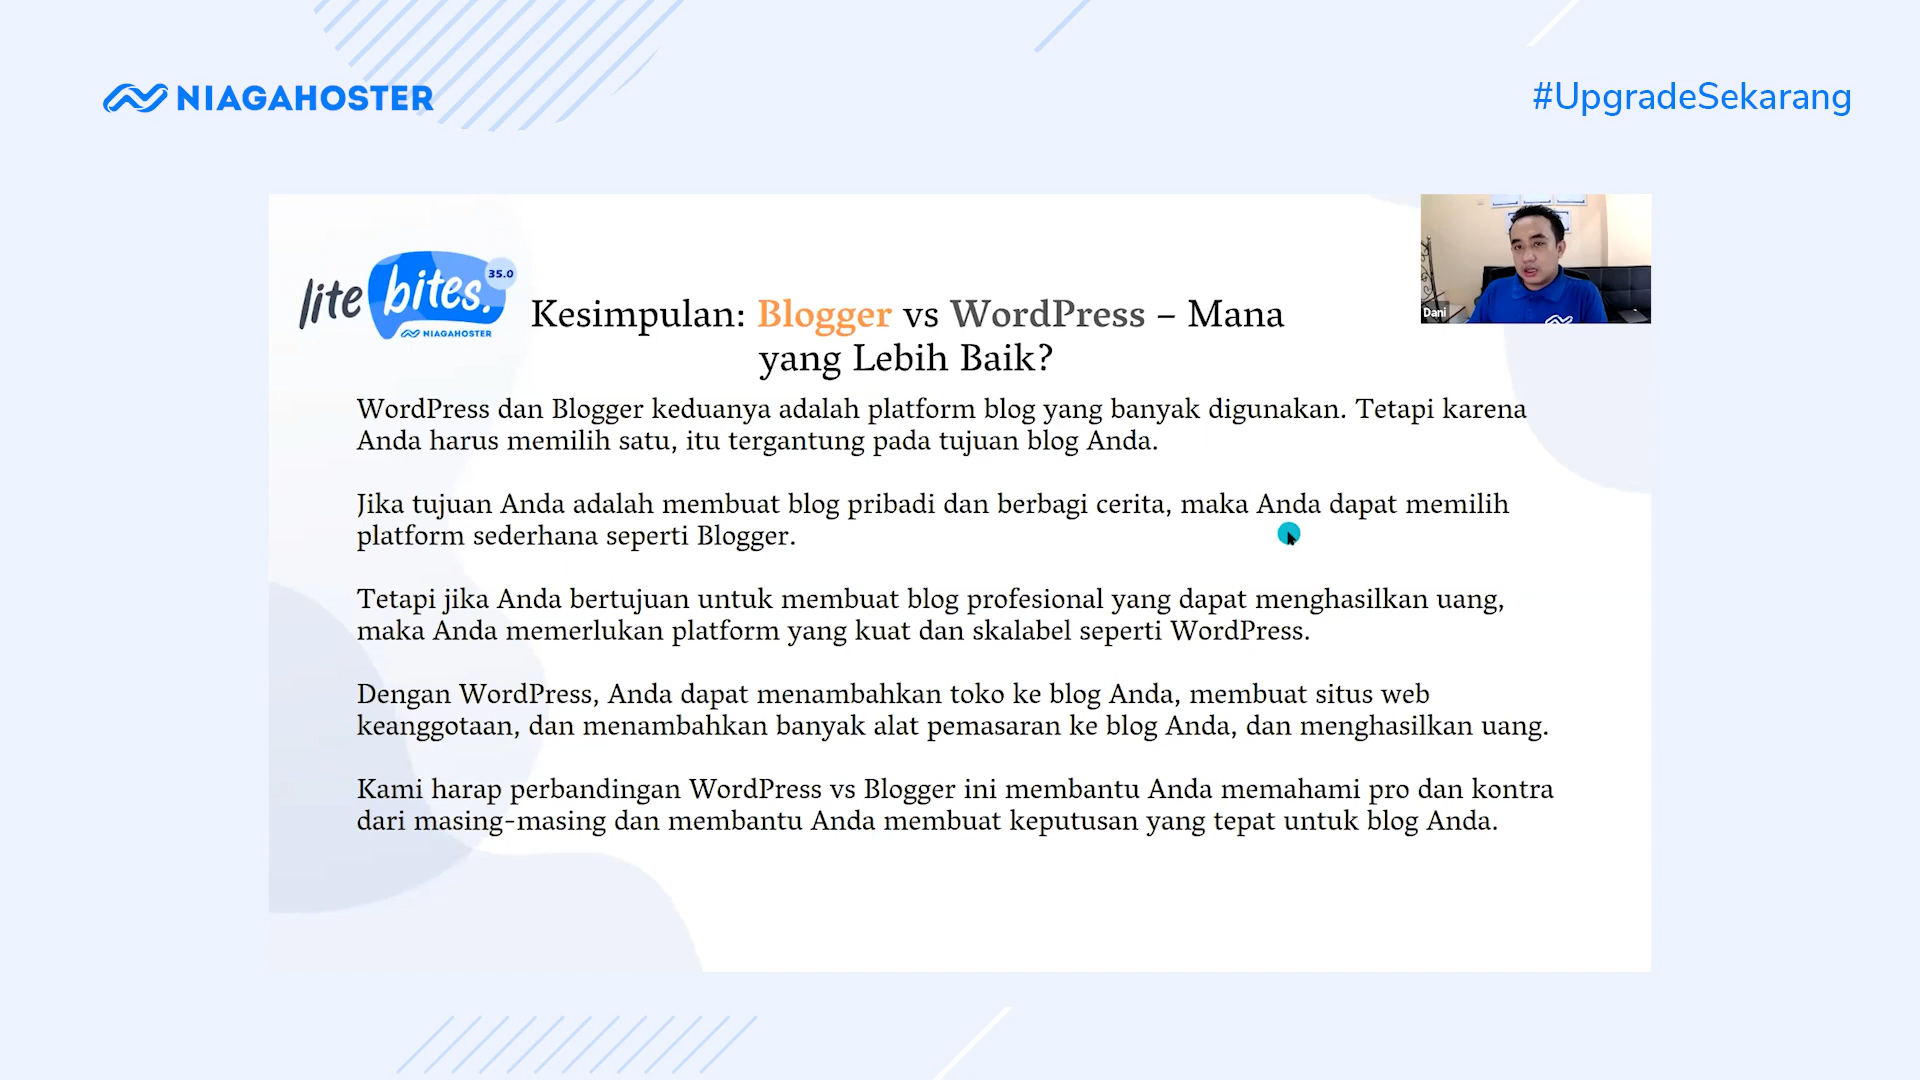 NIAGAHOSTER
#UpgradeSekarang
lite bites. 35.0
NIAGAHOSTER
Dani
Kesimpulan: Blogger vs WordPress – Mana
yang Lebih Baik?
WordPress dan Blogger keduanya adalah platform blog yang banyak digunakan. Tetapi karena
Anda harus memilih satu, itu tergantung pada tujuan blog Anda.
Jika tujuan Anda adalah membuat blog pribadi dan berbagi cerita, maka Anda dapat memilih
platform sederhana seperti Blogger.
Tetapi jika Anda bertujuan untuk membuat blog profesional yang dapat menghasilkan uang,
maka Anda memerlukan platform yang kuat dan skalabel seperti WordPress.
Dengan WordPress, Anda dapat menambahkan toko ke blog Anda, membuat situs web
keanggotaan, dan menambahkan banyak alat pemasaran ke blog Anda, dan menghasilkan uang.
Kami harap perbandingan WordPress vs Blogger ini membantu Anda memahami pro dan kontra
dari masing-masing dan membantu Anda membuat keputusan yang tepat untuk blog Anda.